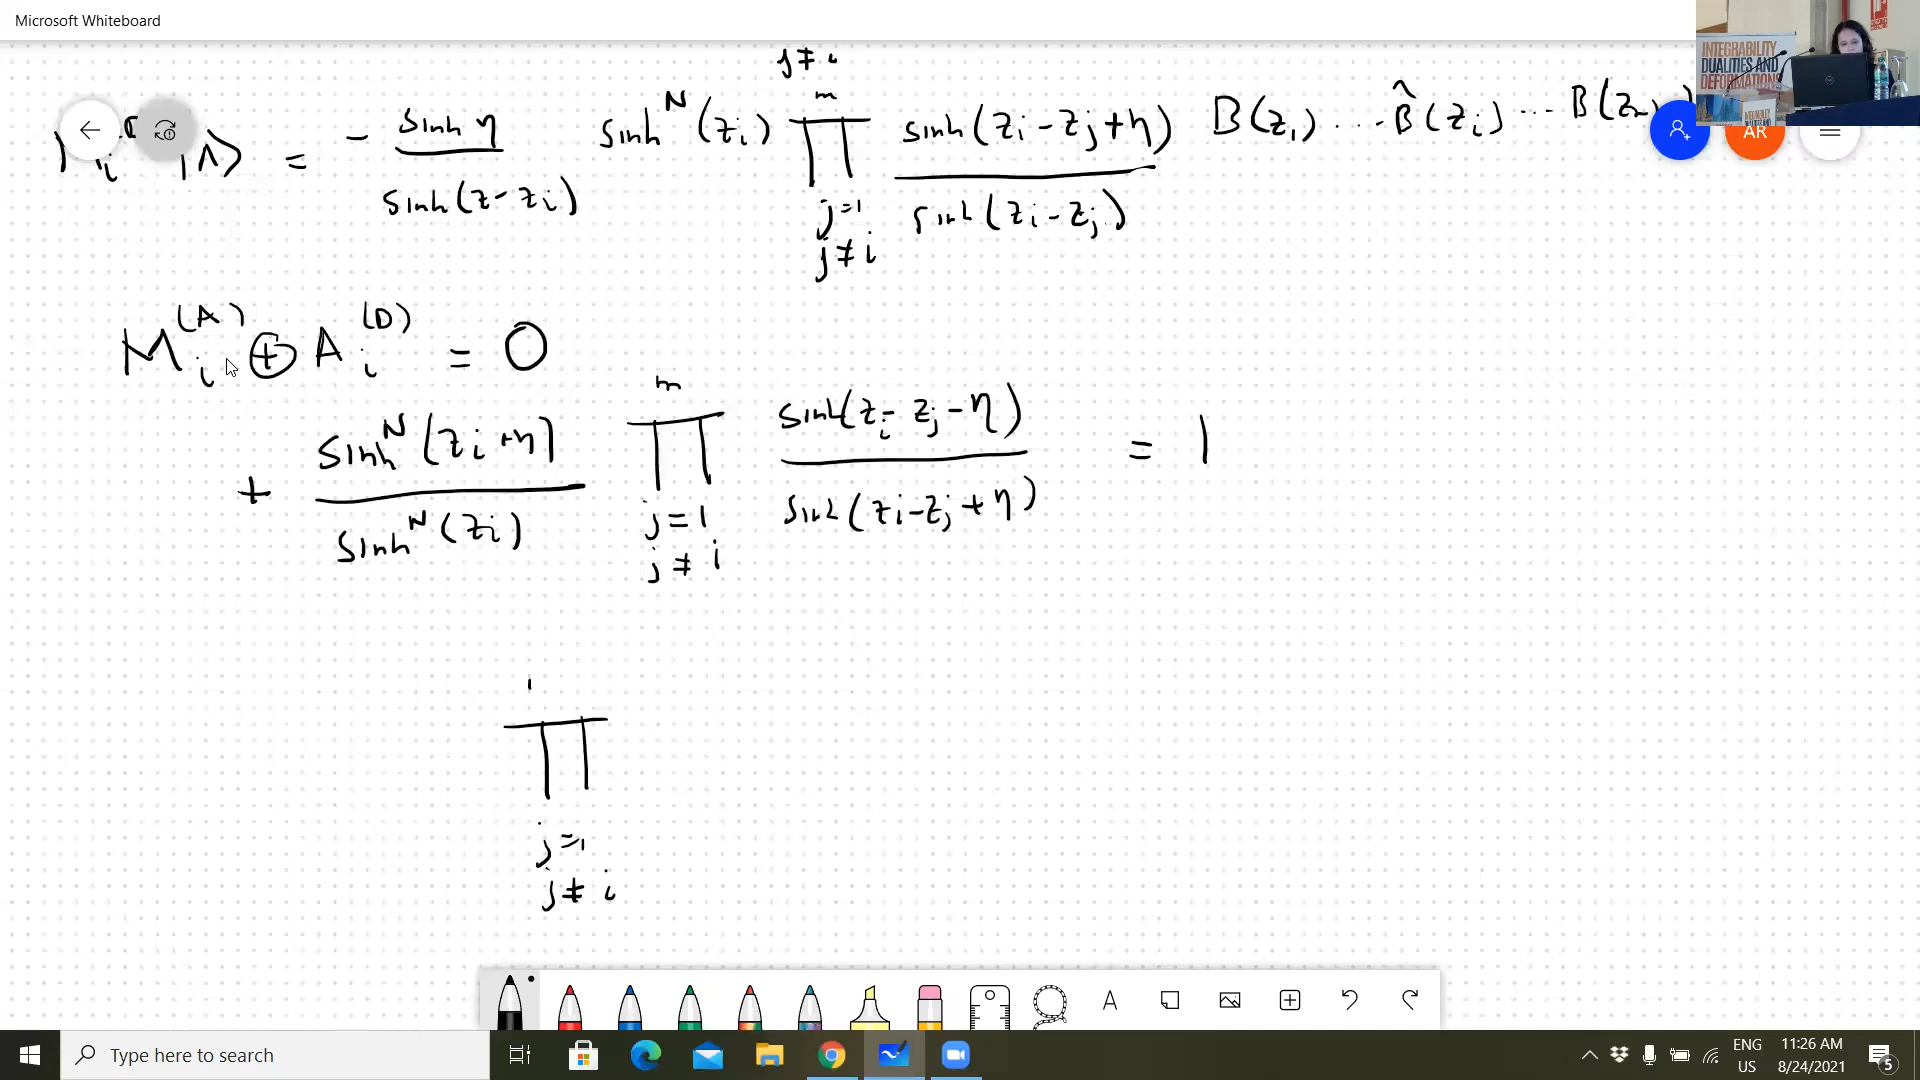 Microsoft Whiteboard
INTEGRABILITY
DUALITIES AND
DEFORMATIONS
j ≠ i
M i |Λ⟩ = - sinh η / sinh(z - z_i) sinh^N (z_i) ∏_{j=1, j≠i}^{m} sinh(z_i - z_j + η) / sinh(z_i - z_j) B(z_1) ... B̂(z_i) ... B(z_m)
AR
M_i^{(A)} ⊕ A_i^{(D)} = 0
+ sinh^N (z_i + η) / sinh^N (z_i) ∏_{j=1, j≠i}^{m} sinh(z_i - z_j - η) / sinh(z_i - z_j + η) = 1
∏_{j=1, j≠i}
A
Type here to search
ENG
US
11:26 AM
8/24/2021
5